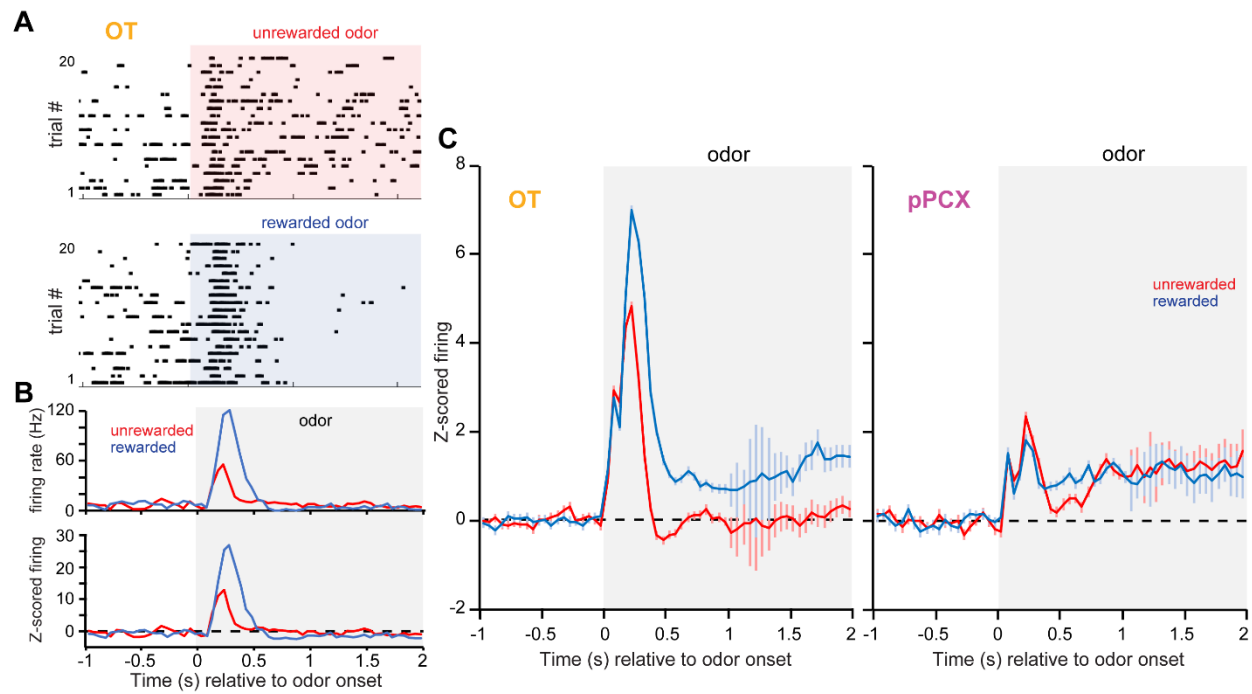 A
OT
unrewarded odor
20
trial #
1
rewarded odor
20
trial #
1
B
120
60
0
firing rate (Hz)
unrewarded
rewarded
odor
30
20
10
0
Z-scored firing
-1
-0.5
0
0.5
1
1.5
2
Time (s) relative to odor onset
C
odor
OT
8
6
4
2
0
-2
Z-scored firing
-1
-0.5
0
0.5
1
1.5
2
Time (s) relative to odor onset
odor
pPCX
unrewarded
rewarded
-1
-0.5
0
0.5
1
1.5
2
Time (s) relative to odor onset